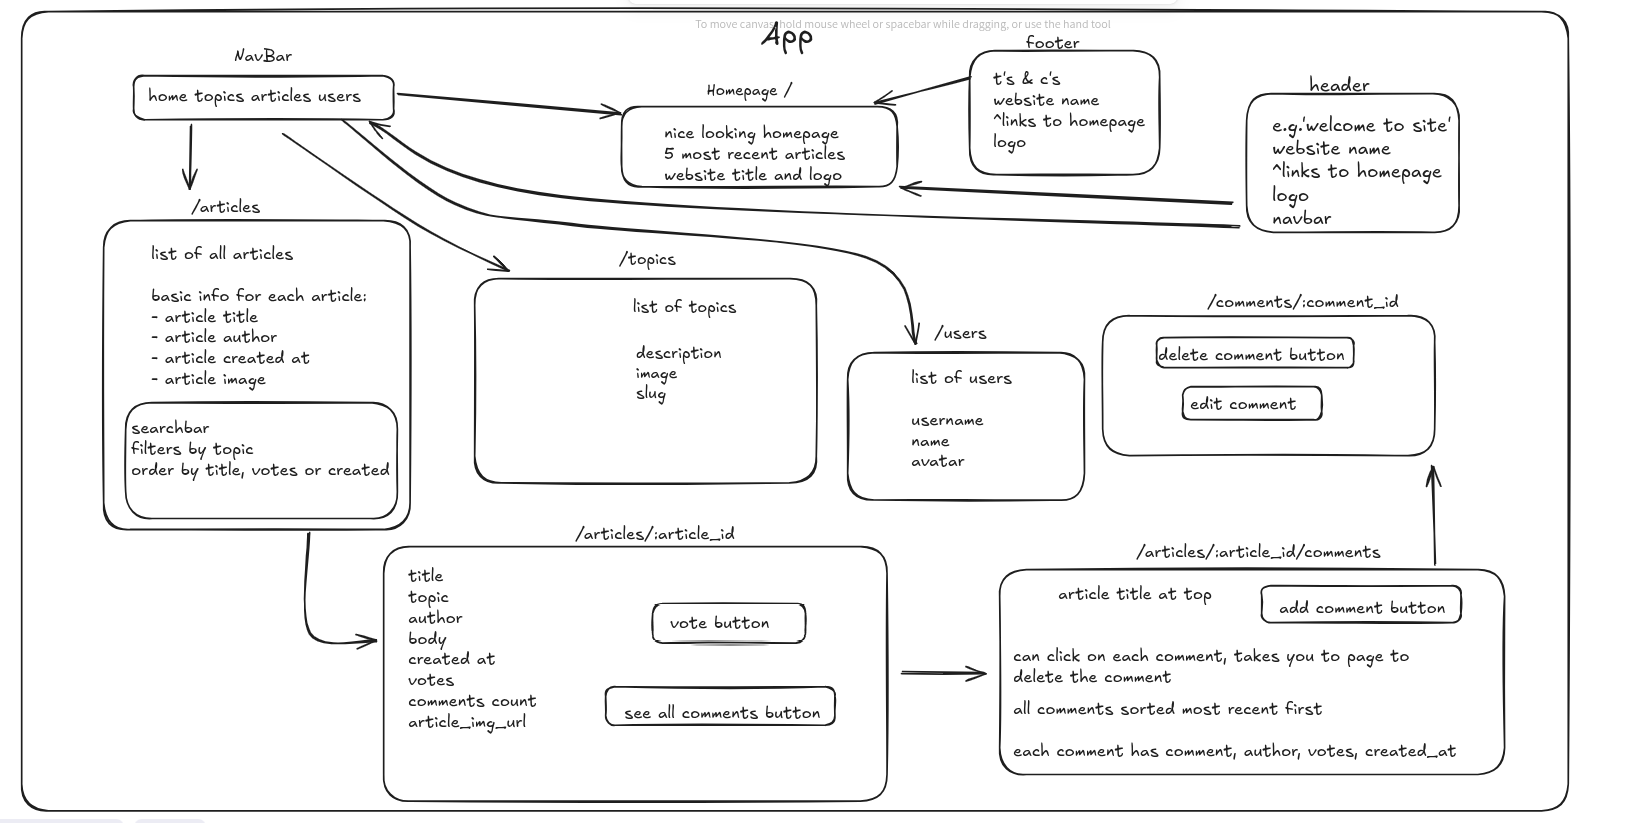 To move canvas, hold mouse wheel or spacebar while dragging, or use the hand tool
App
NavBar
home topics articles users
Homepage /
nice looking homepage
5 most recent articles
website title and logo
footer
t's & c's
website name
^links to homepage
logo
header
e.g.'welcome to site'
website name
^links to homepage
logo
navbar
/articles
list of all articles
basic info for each article:
- article title
- article author
- article created at
- article image
searchbar
filters by topic
order by title, votes or created
/topics
list of topics
description
image
slug
/users
list of users
username
name
avatar
/comments/:comment_id
delete comment button
edit comment
/articles/:article_id
title
topic
author
body
created at
votes
comments count
article_img_url
vote button
see all comments button
/articles/:article_id/comments
article title at top
add comment button
can click on each comment, takes you to page to
delete the comment
all comments sorted most recent first
each comment has comment, author, votes, created_at